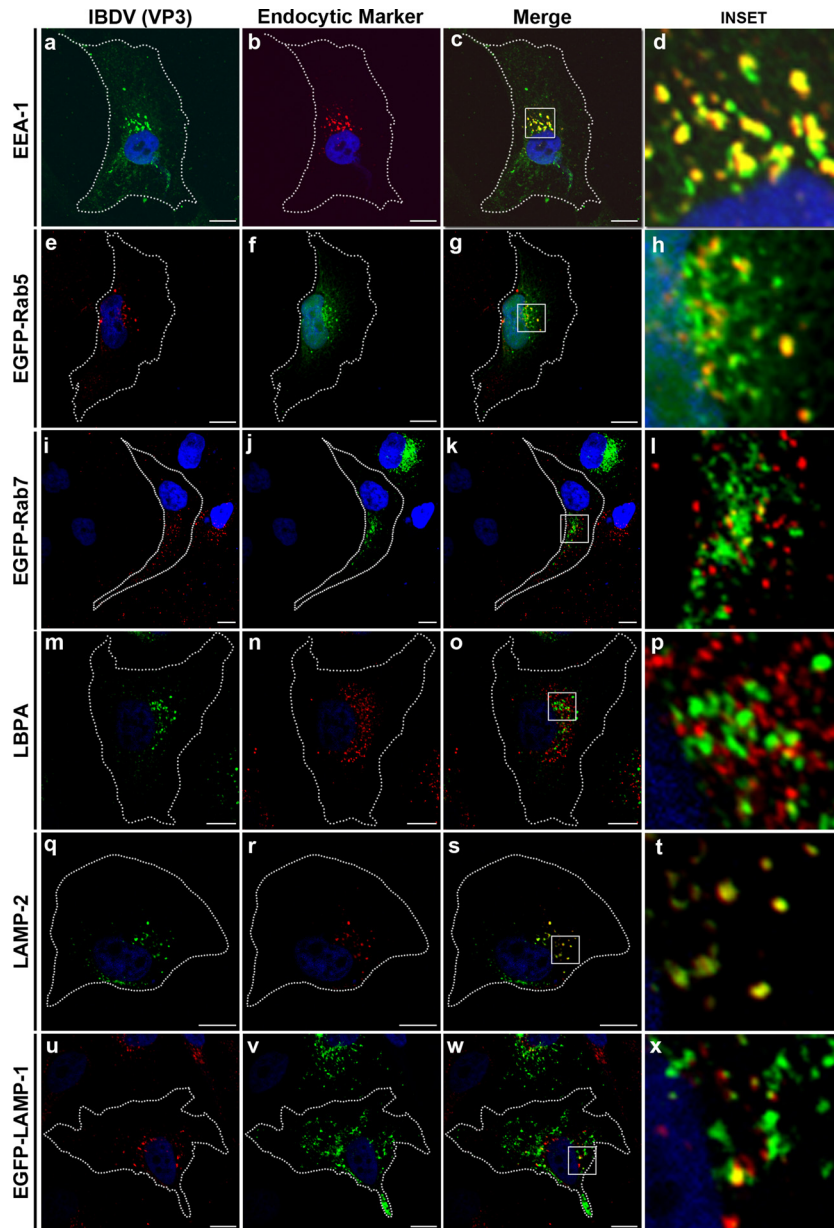 IBDV (VP3) Endocytic Marker Merge INSET
EEA-1
a b c d
EGFP-Rab5
e f g h
EGFP-Rab7
i j k l
LBPA
m n o p
LAMP-2
q r s t
EGFP-LAMP-1
u v w x